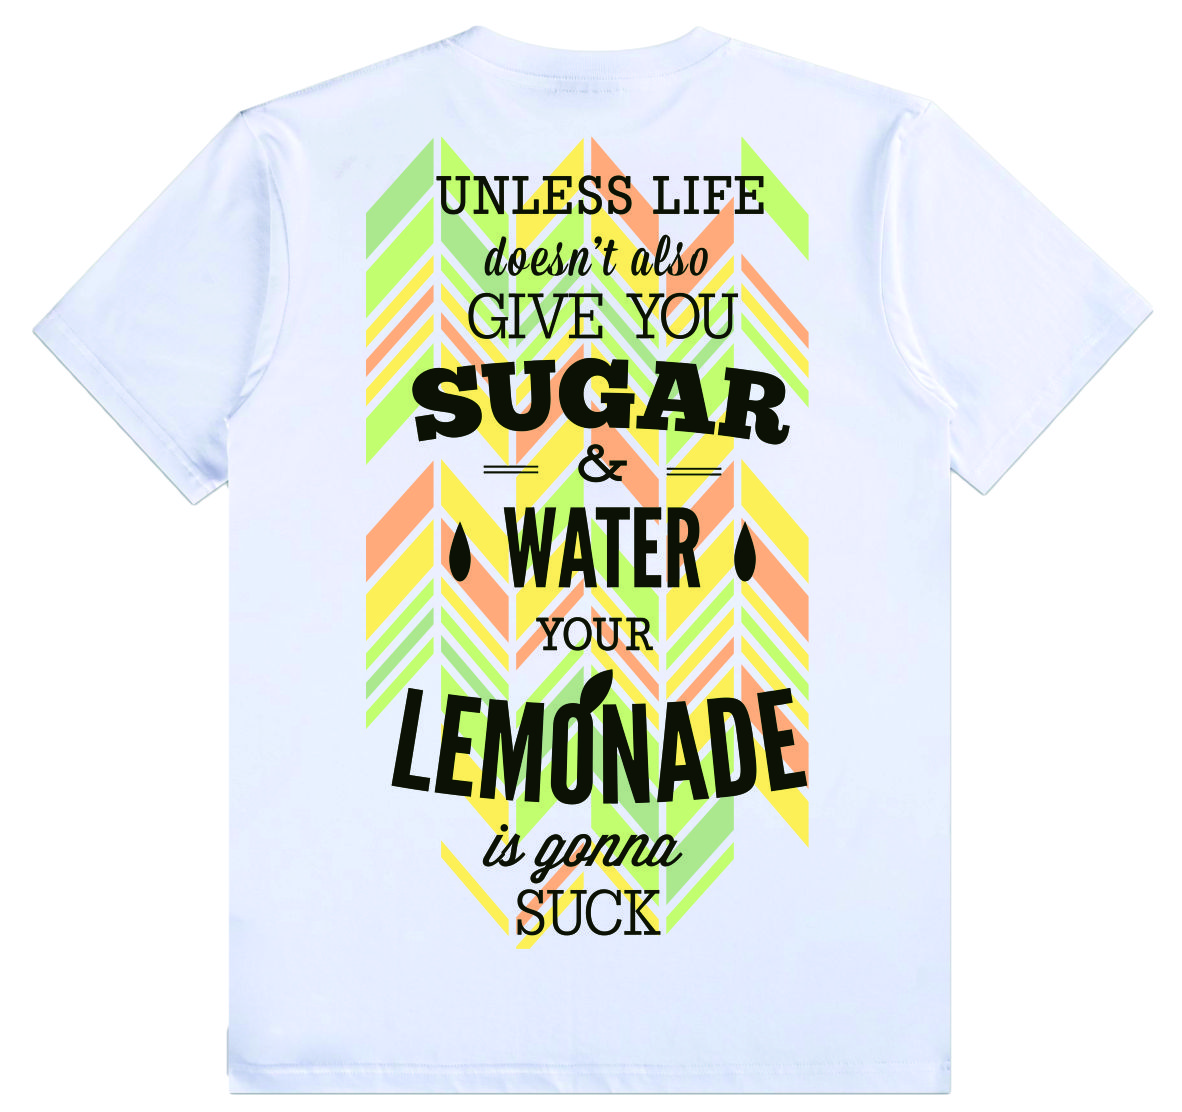 UNLESS LIFE
doesn't also
GIVE YOU
SUGAR
&
WATER
YOUR
LEMONADE
is gonna
SUCK